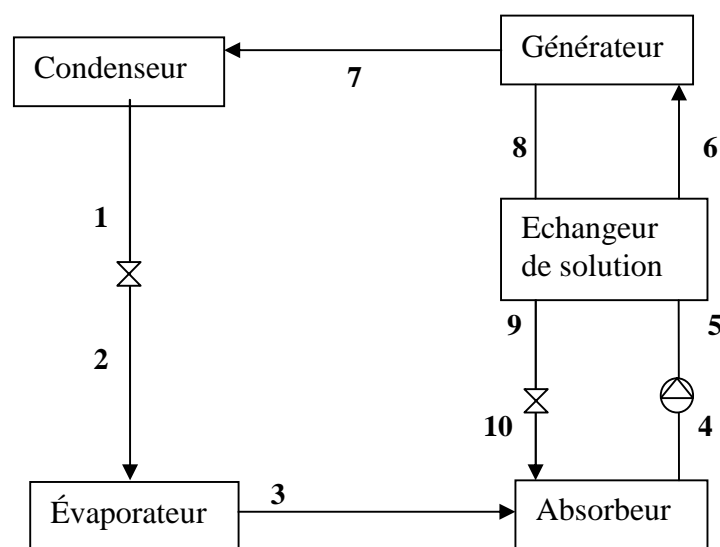 Générateur
Condenseur
7
8
6
1
Echangeur
de solution
9
5
2
10
4
3
Évaporateur
Absorbeur